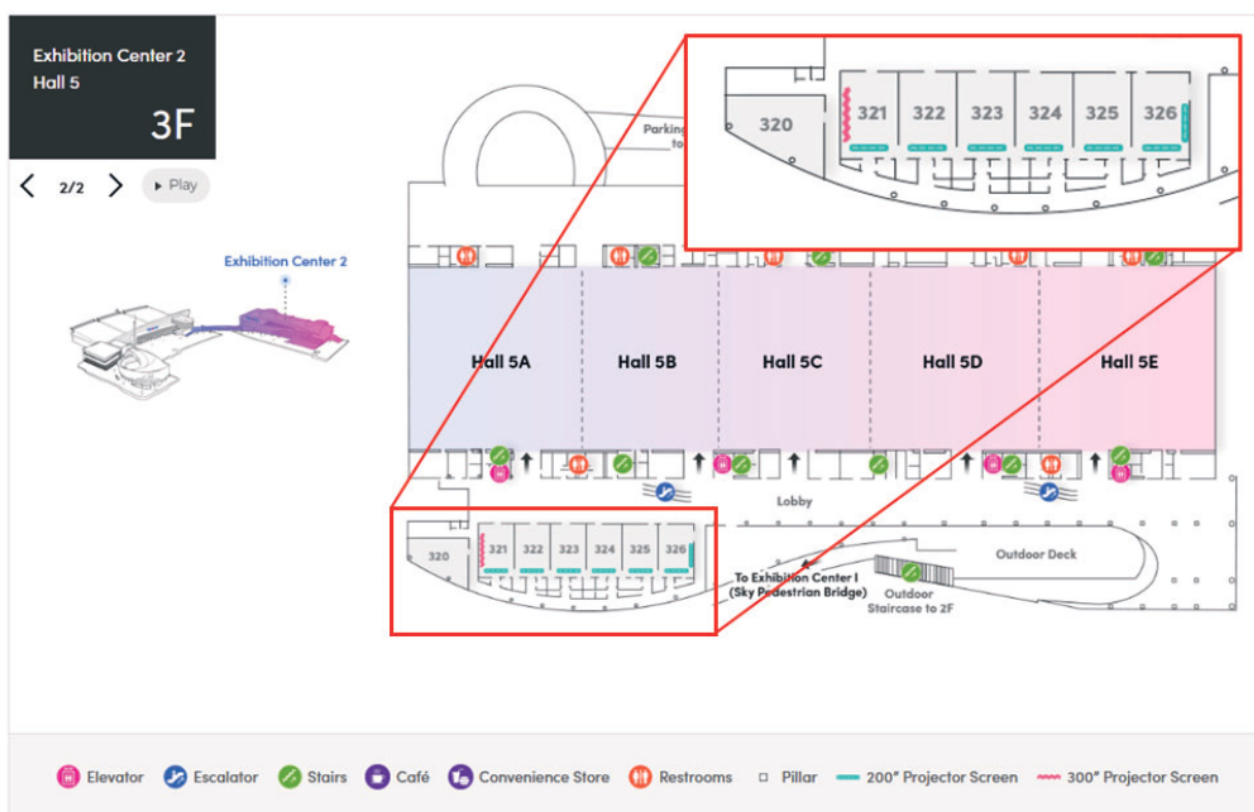 Exhibition Center 2
Hall 5
3F
2/2
Play
Exhibition Center 2
Parking
to
320
321
322
323
324
325
326
Hall 5A
Hall 5B
Hall 5C
Hall 5D
Hall 5E
Lobby
320
321
322
323
324
325
326
Outdoor Deck
To Exhibition Center I
(Sky Pedestrian Bridge)
Outdoor
Staircase to 2F
Elevator
Escalator
Stairs
Café
Convenience Store
Restrooms
Pillar
200" Projector Screen
300" Projector Screen